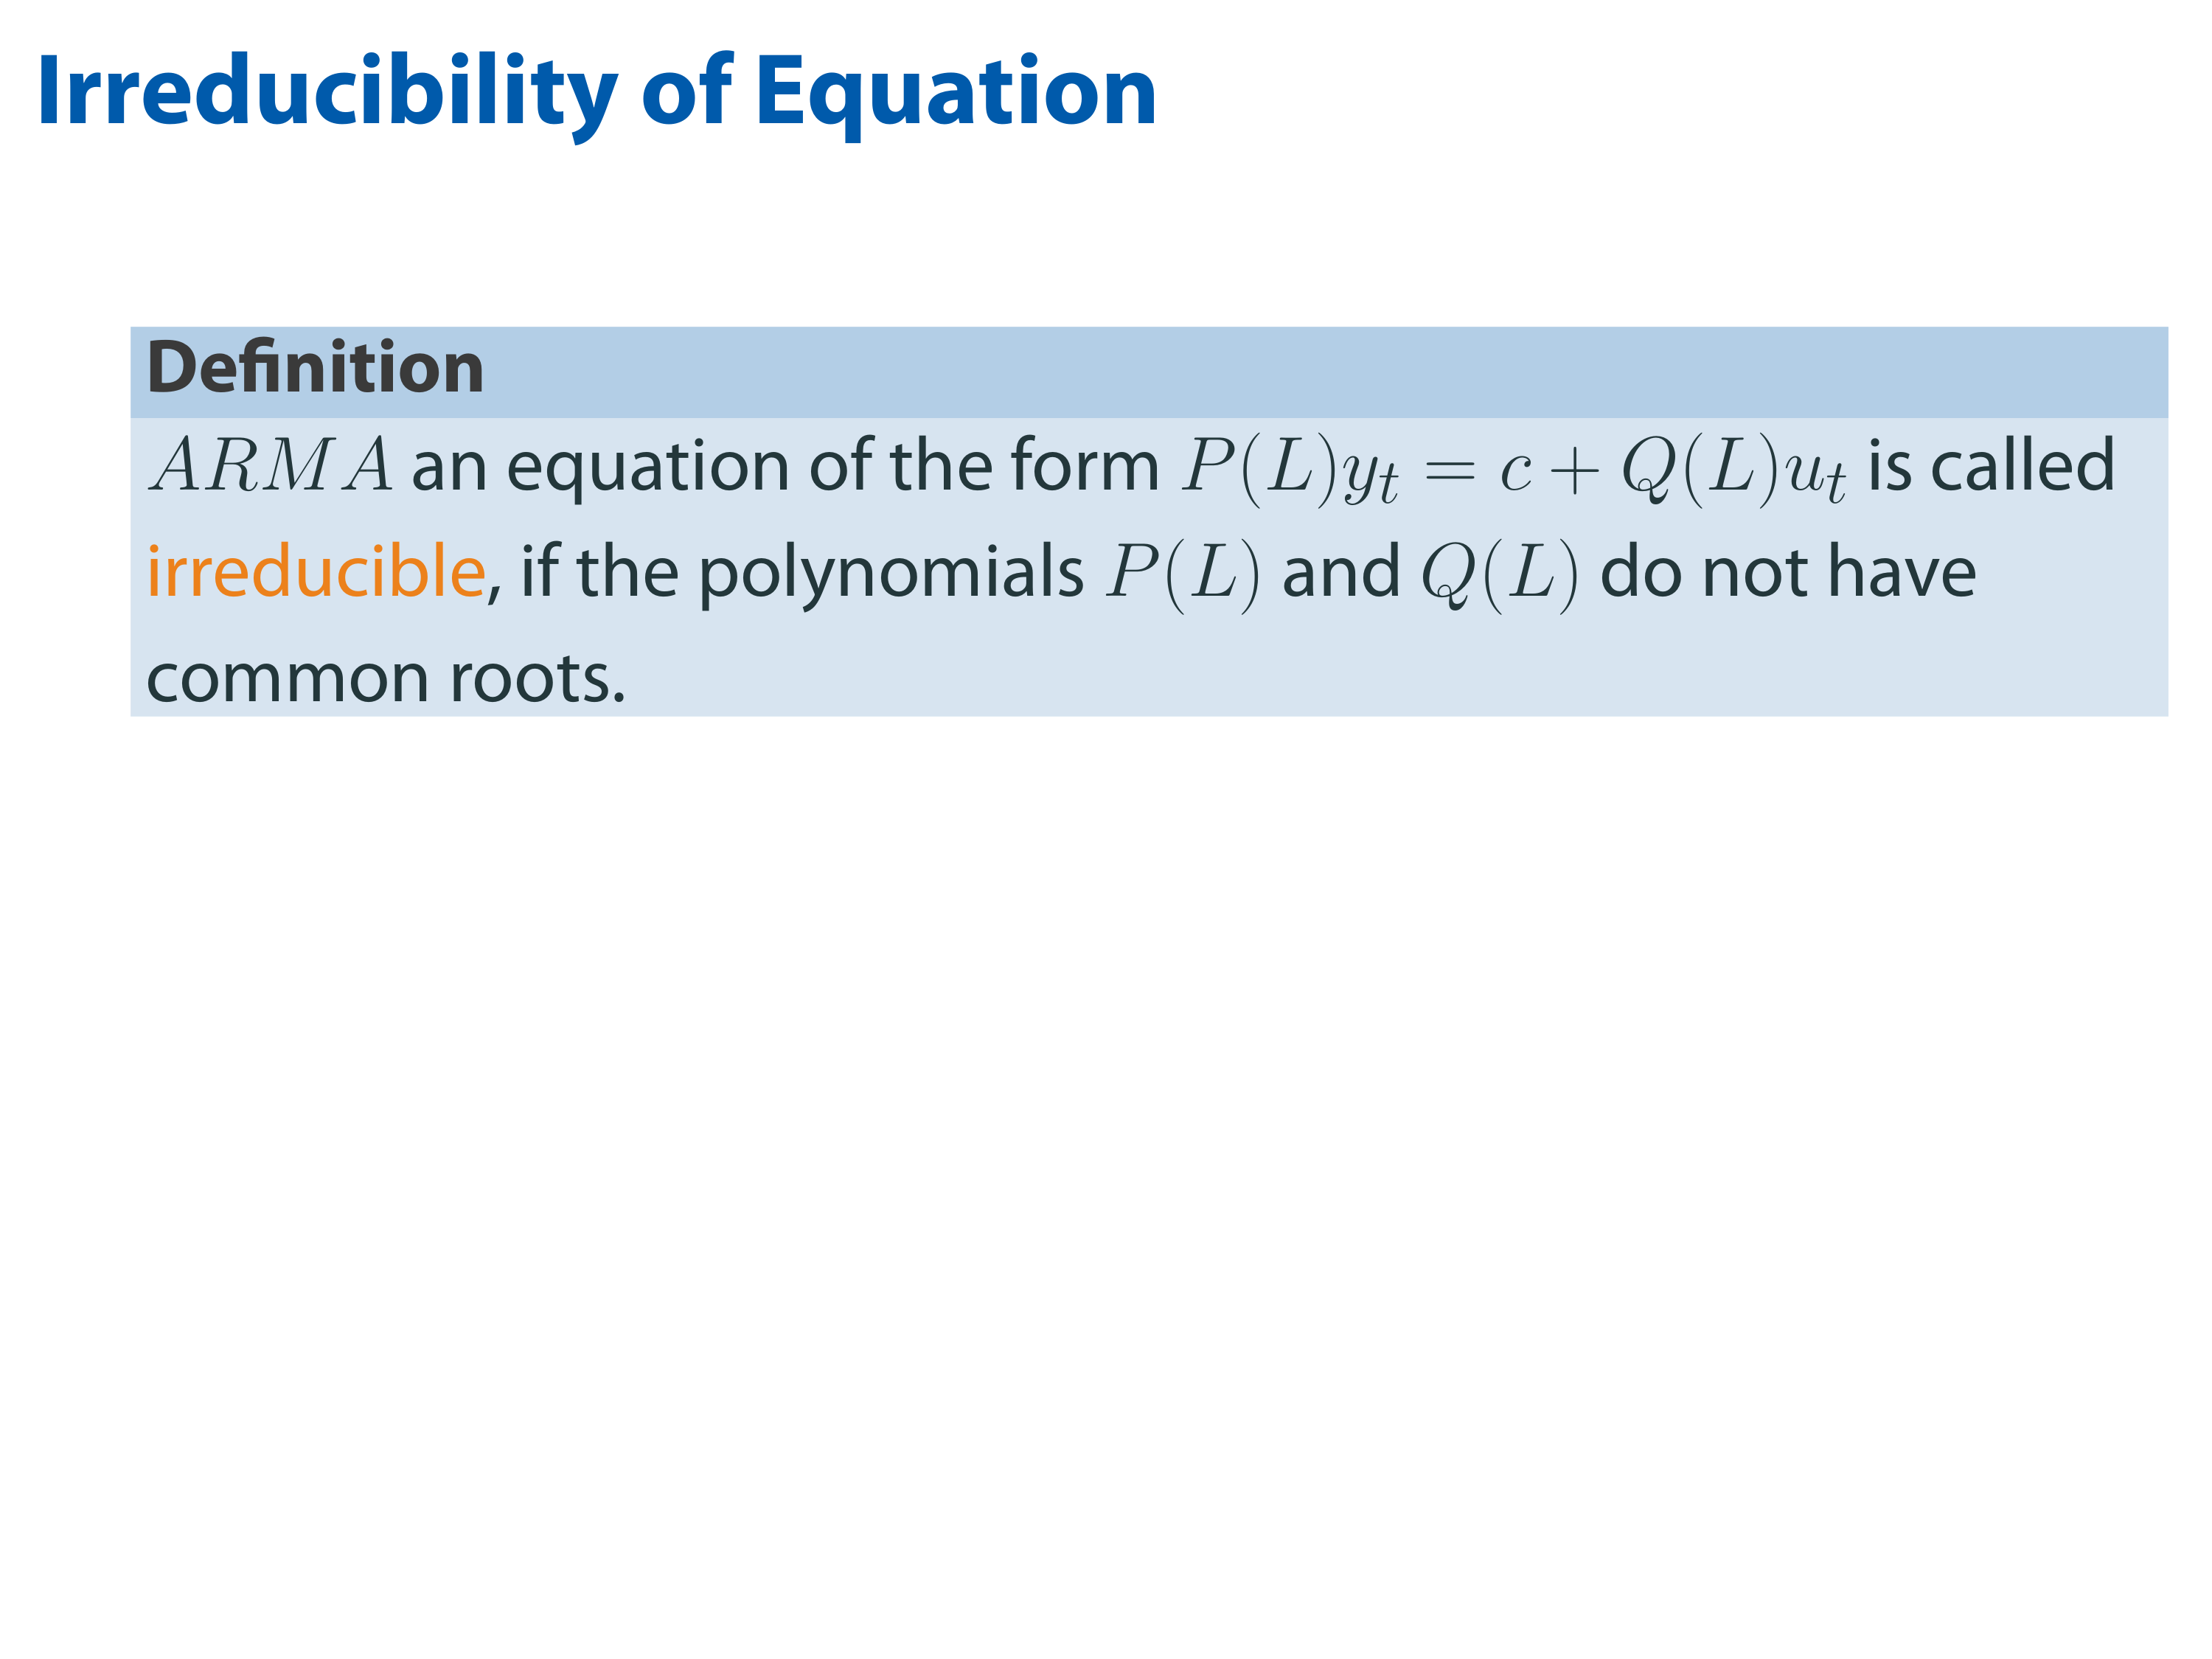 Irreducibility of Equation
Definition
ARMA an equation of the form P(L)y_t = c + Q(L)u_t is called
irreducible, if the polynomials P(L) and Q(L) do not have
common roots.